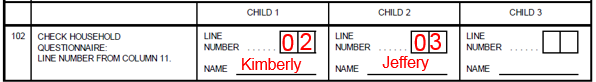 CHILD 1 CHILD 2 CHILD 3
102 CHECK HOUSEHOLD QUESTIONNAIRE: LINE NUMBER FROM COLUMN 11.
LINE NUMBER ...... 02
NAME Kimberly
LINE NUMBER ...... 03
NAME Jeffery
LINE NUMBER ......
NAME